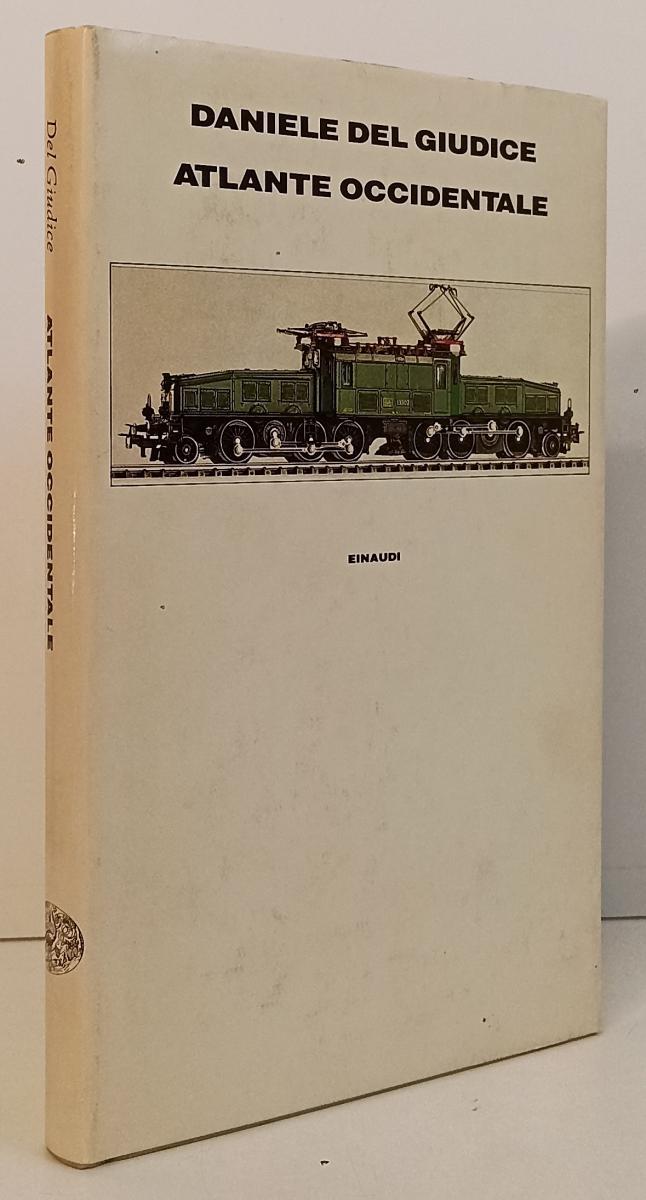 DANIELE DEL GIUDICE
ATLANTE OCCIDENTALE
EINAUDI
Del Giudice
ATLANTE OCCIDENTALE